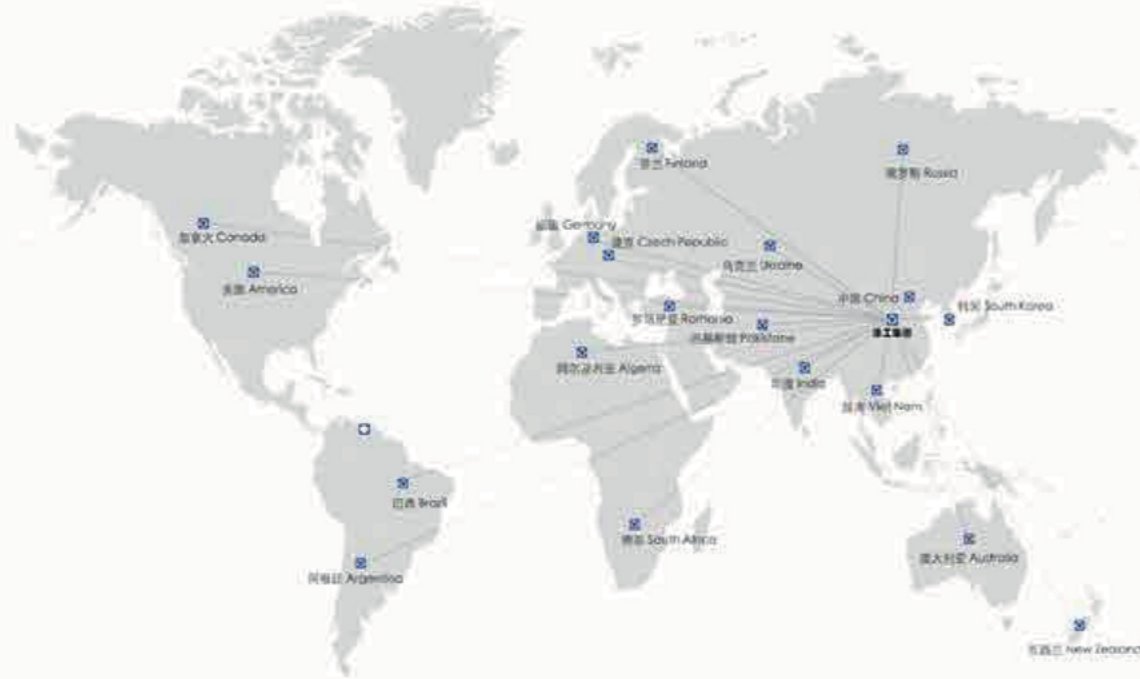 芬兰 Finland
俄罗斯 Russia
加拿大 Canada
德国 Germany
捷克 Czech Republic
乌克兰 Ukraine
美国 America
中国 China
韩国 South Korea
罗马尼亚 Romania
巴基斯坦 Pakistane
阿尔及利亚 Algeria
印度 India
越南 Viet Nam
巴西 Brazil
南非 South Africa
澳大利亚 Australia
阿根廷 Argentina
新西兰 New Zealand